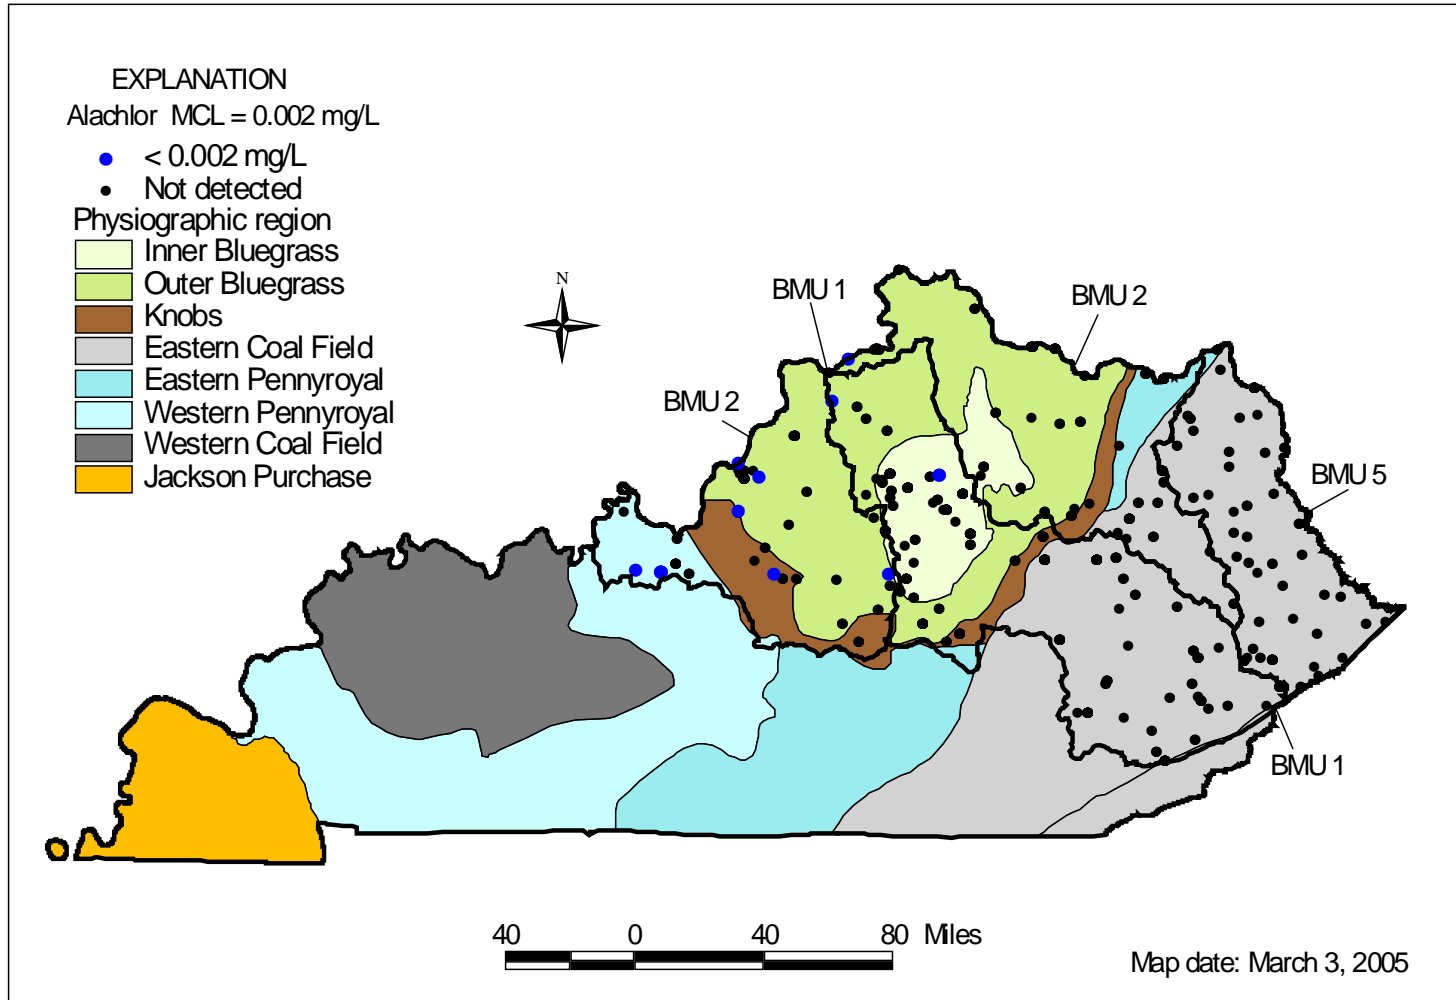 EXPLANATION
Alachlor MCL = 0.002 mg/L
< 0.002 mg/L
Not detected
Physiographic region
Inner Bluegrass
Outer Bluegrass
Knobs
Eastern Coal Field
Eastern Pennyroyal
Western Pennyroyal
Western Coal Field
Jackson Purchase
N
BMU 1
BMU 2
BMU 2
BMU 5
BMU 1
40 0 40 80 Miles
Map date: March 3, 2005